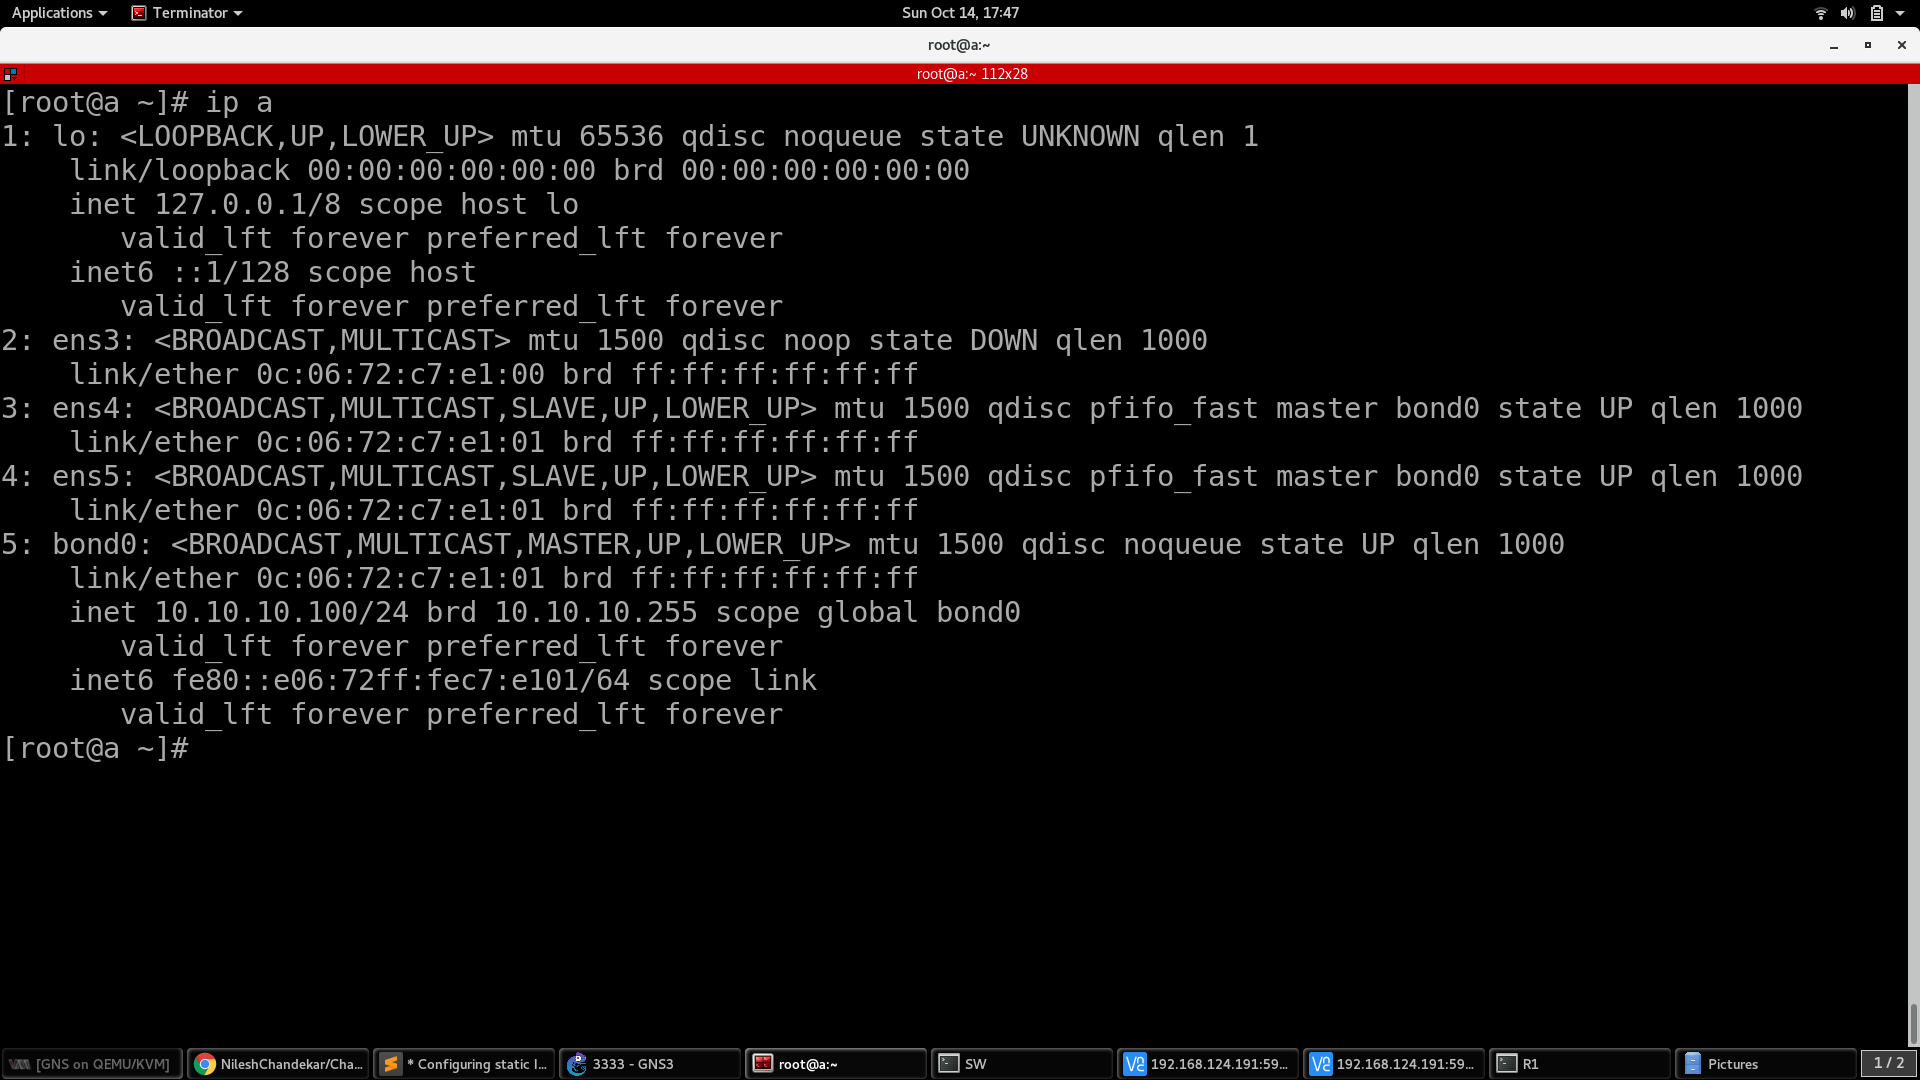 Applications Terminator Sun Oct 14, 17:47
root@a:~
root@a:~ 112x28
[root@a ~]# ip a
1: lo: <LOOPBACK,UP,LOWER_UP> mtu 65536 qdisc noqueue state UNKNOWN qlen 1
    link/loopback 00:00:00:00:00:00 brd 00:00:00:00:00:00
    inet 127.0.0.1/8 scope host lo
       valid_lft forever preferred_lft forever
    inet6 ::1/128 scope host
       valid_lft forever preferred_lft forever
2: ens3: <BROADCAST,MULTICAST> mtu 1500 qdisc noop state DOWN qlen 1000
    link/ether 0c:06:72:c7:e1:00 brd ff:ff:ff:ff:ff:ff
3: ens4: <BROADCAST,MULTICAST,SLAVE,UP,LOWER_UP> mtu 1500 qdisc pfifo_fast master bond0 state UP qlen 1000
    link/ether 0c:06:72:c7:e1:01 brd ff:ff:ff:ff:ff:ff
4: ens5: <BROADCAST,MULTICAST,SLAVE,UP,LOWER_UP> mtu 1500 qdisc pfifo_fast master bond0 state UP qlen 1000
    link/ether 0c:06:72:c7:e1:01 brd ff:ff:ff:ff:ff:ff
5: bond0: <BROADCAST,MULTICAST,MASTER,UP,LOWER_UP> mtu 1500 qdisc noqueue state UP qlen 1000
    link/ether 0c:06:72:c7:e1:01 brd ff:ff:ff:ff:ff:ff
    inet 10.10.10.100/24 brd 10.10.10.255 scope global bond0
       valid_lft forever preferred_lft forever
    inet6 fe80::e06:72ff:fec7:e101/64 scope link
       valid_lft forever preferred_lft forever
[root@a ~]#
[GNS on QEMU/KVM] NileshChandekar/Cha... * Configuring static I... 3333 - GNS3 root@a:~ SW 192.168.124.191:59... 192.168.124.191:59... R1 Pictures 1 / 2